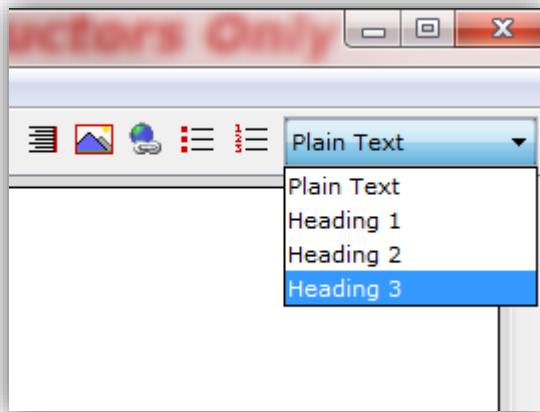 uctors Only
Plain Text
Plain Text
Heading 1
Heading 2
Heading 3